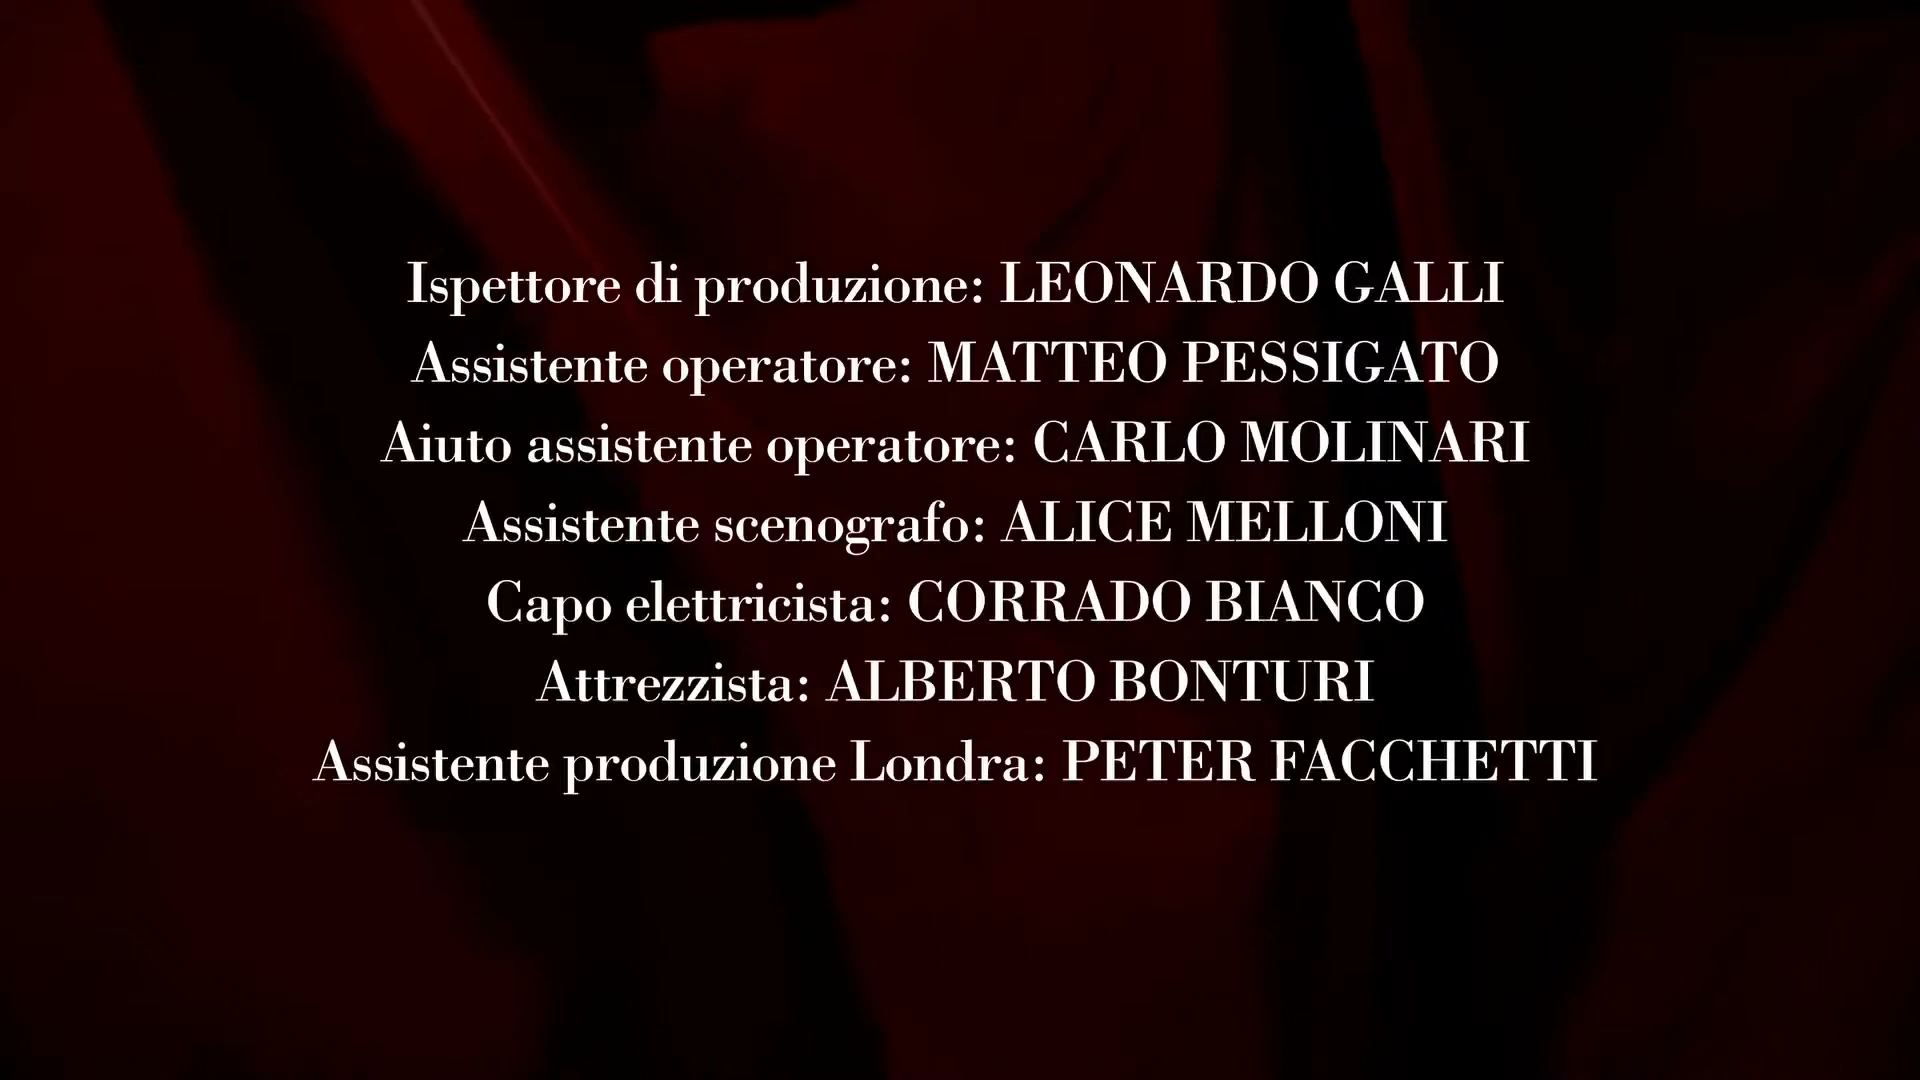 Ispettore di produzione: LEONARDO GALLI
Assistente operatore: MATTEO PESSIGATO
Aiuto assistente operatore: CARLO MOLINARI
Assistente scenografo: ALICE MELLONI
Capo elettricista: CORRADO BIANCO
Attrezzista: ALBERTO BONTURI
Assistente produzione Londra: PETER FACCHETTI